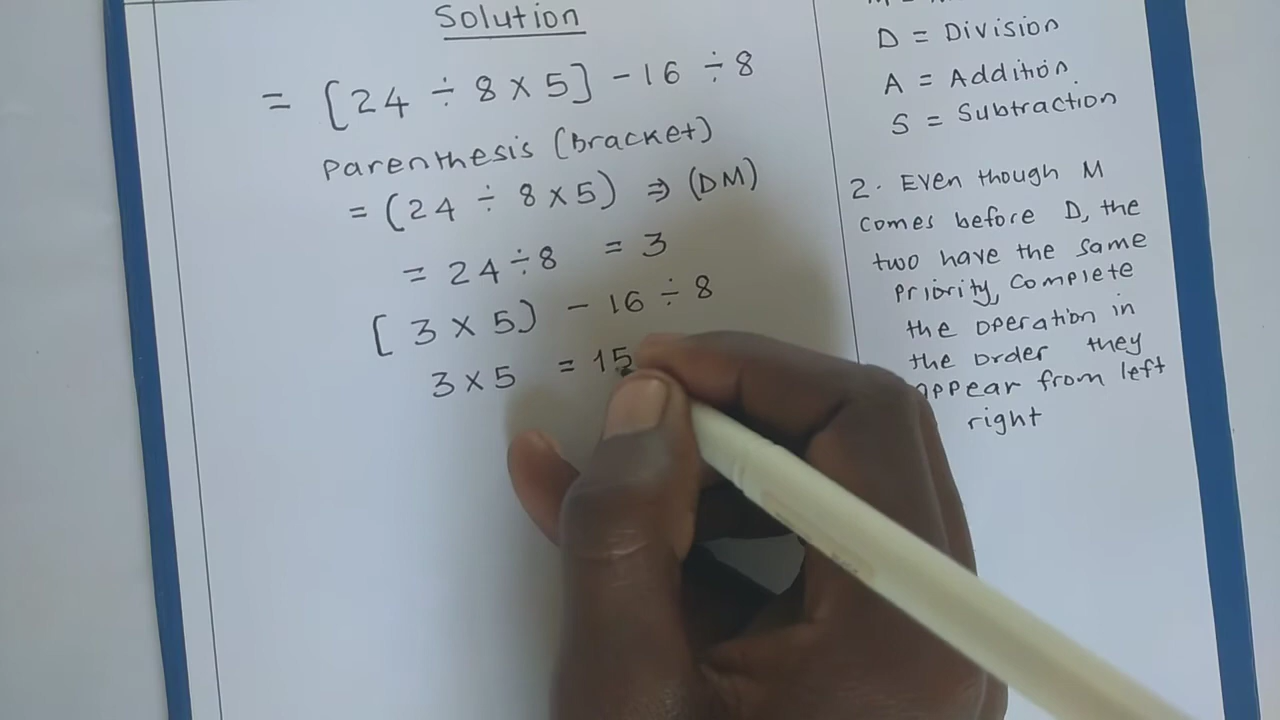 Solution
= [24 ÷ 8 × 5] - 16 ÷ 8
Parenthesis (Bracket)
= (24 ÷ 8 × 5) ⇒ (DM)
= 24 ÷ 8 = 3
[ 3 × 5) - 16 ÷ 8
3 × 5 = 15
D = Division
A = Addition
S = Subtraction
2. Even though M
comes before D, the
two have the same
Priority, Complete
the operation in
the order they
appear from left
right